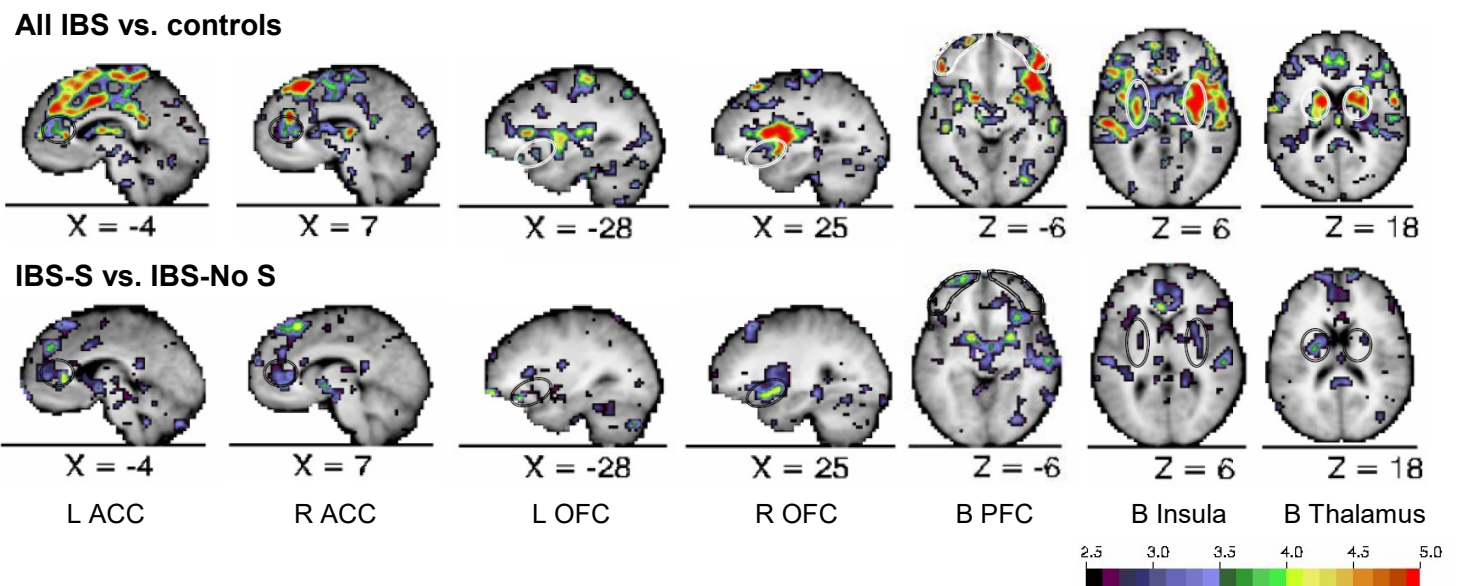 All IBS vs. controls
X = -4 X = 7 X = -28 X = 25 Z = -6 Z = 6 Z = 18
IBS-S vs. IBS-No S
X = -4 X = 7 X = -28 X = 25 Z = -6 Z = 6 Z = 18
L ACC R ACC L OFC R OFC B PFC B Insula B Thalamus
2.5 3.0 3.5 4.0 4.5 5.0